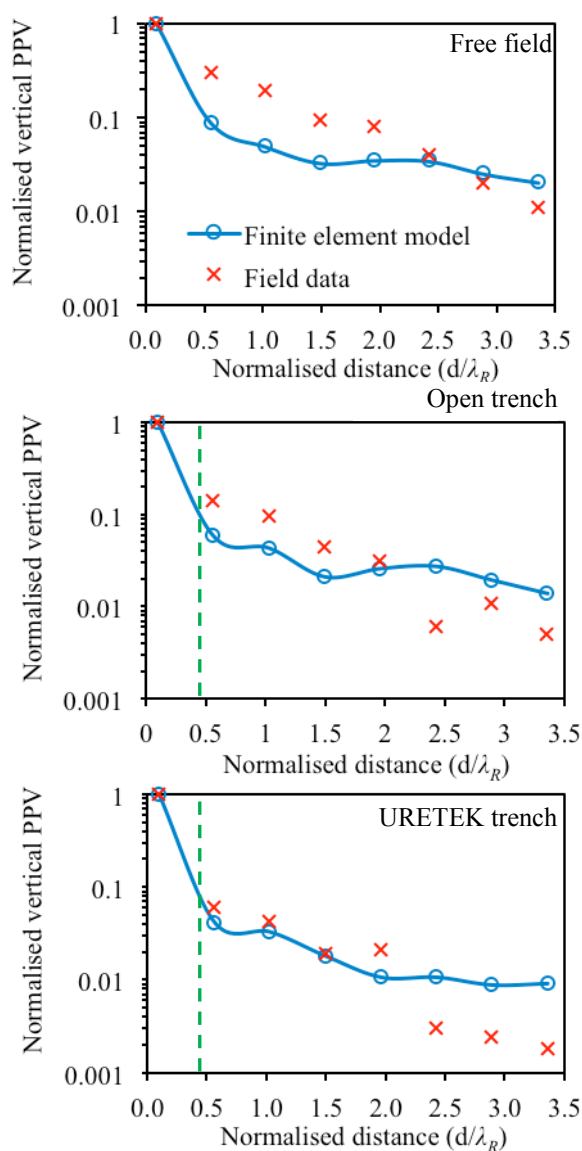 Normalised vertical PPV
1
0.1
0.01
0.001
Free field
Finite element model
Field data
0.0 0.5 1.0 1.5 2.0 2.5 3.0 3.5
Normalised distance (d/λR)
Open trench
Normalised vertical PPV
1
0.1
0.01
0.001
0 0.5 1 1.5 2 2.5 3 3.5
Normalised distance (d/λR)
URETEK trench
Normalised vertical PPV
1
0.1
0.01
0.001
0.0 0.5 1.0 1.5 2.0 2.5 3.0 3.5
Normalised distance (d/λR)